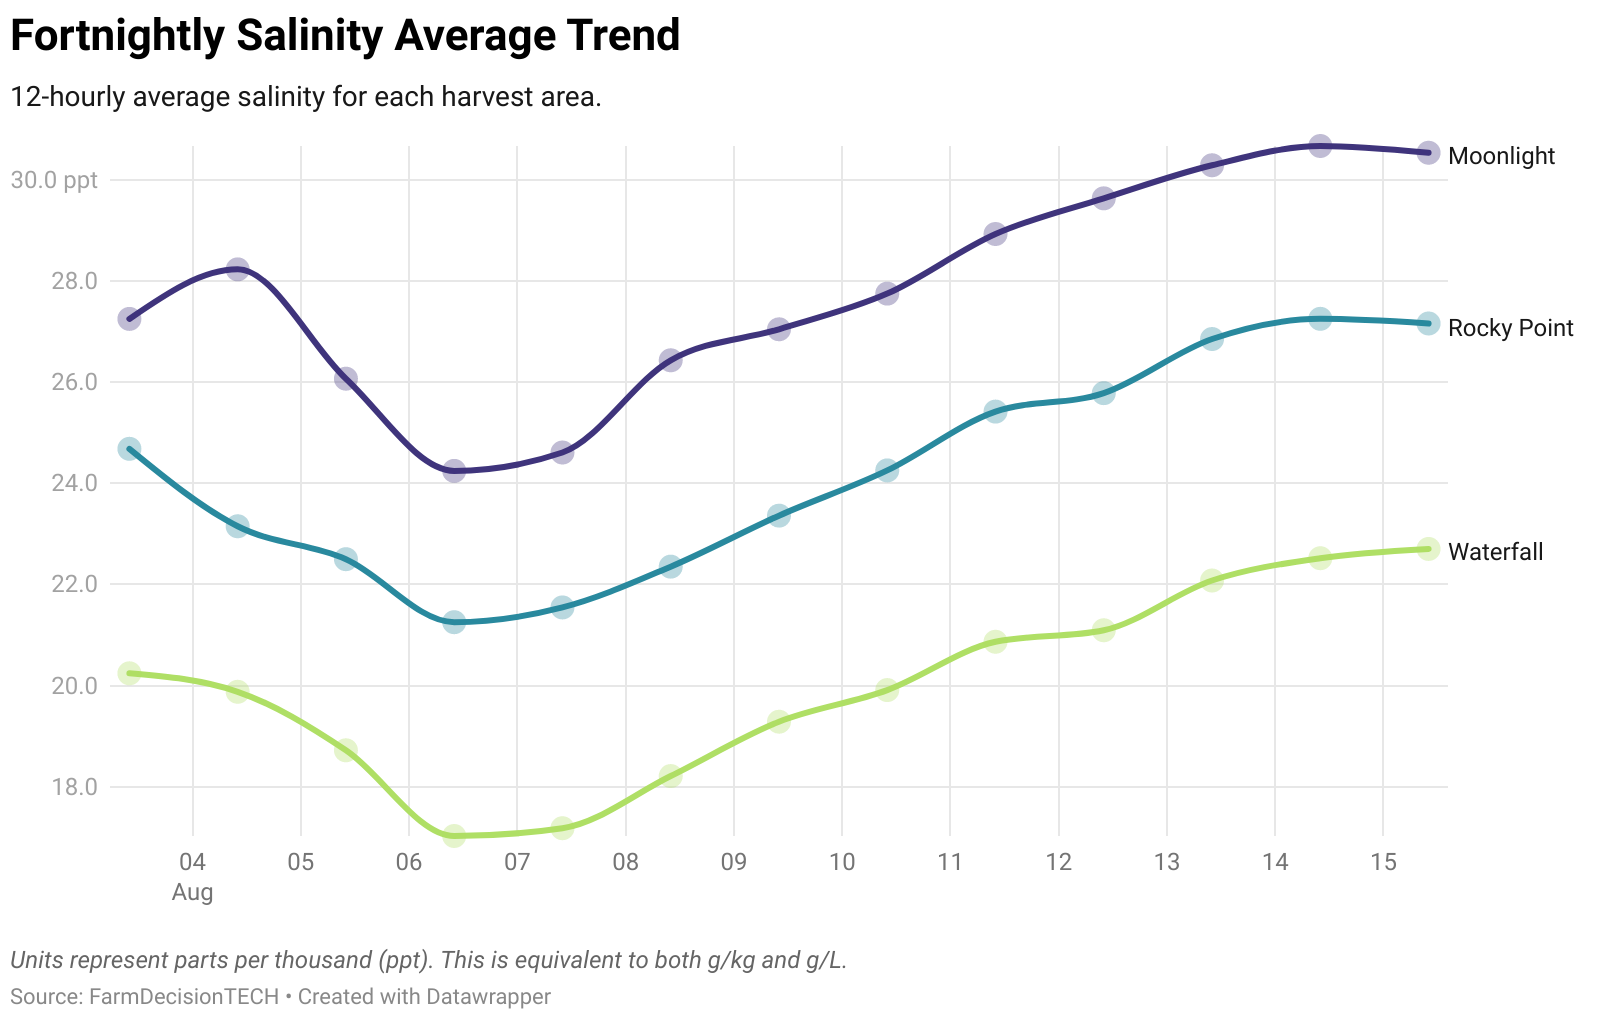 Fortnightly Salinity Average Trend
12-hourly average salinity for each harvest area.
Moonlight
30.0 ppt
28.0
Rocky Point
26.0
24.0
Waterfall
22.0
20.0
18.0
04 05 06 07 08 09 10 11 12 13 14 15
Aug
Units represent parts per thousand (ppt). This is equivalent to both g/kg and g/L.
Source: FarmDecisionTECH • Created with Datawrapper